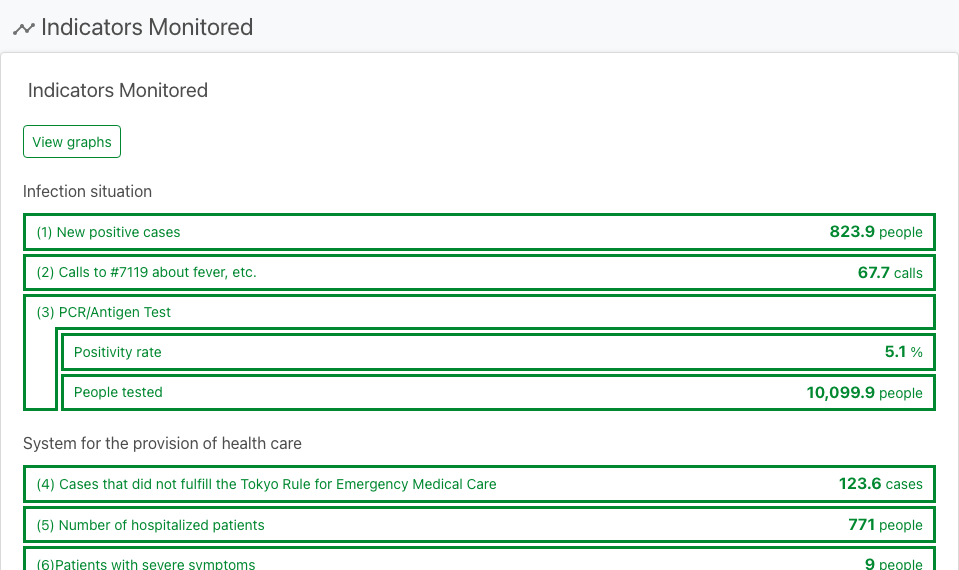 Indicators Monitored
Indicators Monitored
View graphs
Infection situation
(1) New positive cases 823.9 people
(2) Calls to #7119 about fever, etc. 67.7 calls
(3) PCR/Antigen Test
Positivity rate 5.1 %
People tested 10,099.9 people
System for the provision of health care
(4) Cases that did not fulfill the Tokyo Rule for Emergency Medical Care 123.6 cases
(5) Number of hospitalized patients 771 people
(6)Patients with severe symptoms 9 people